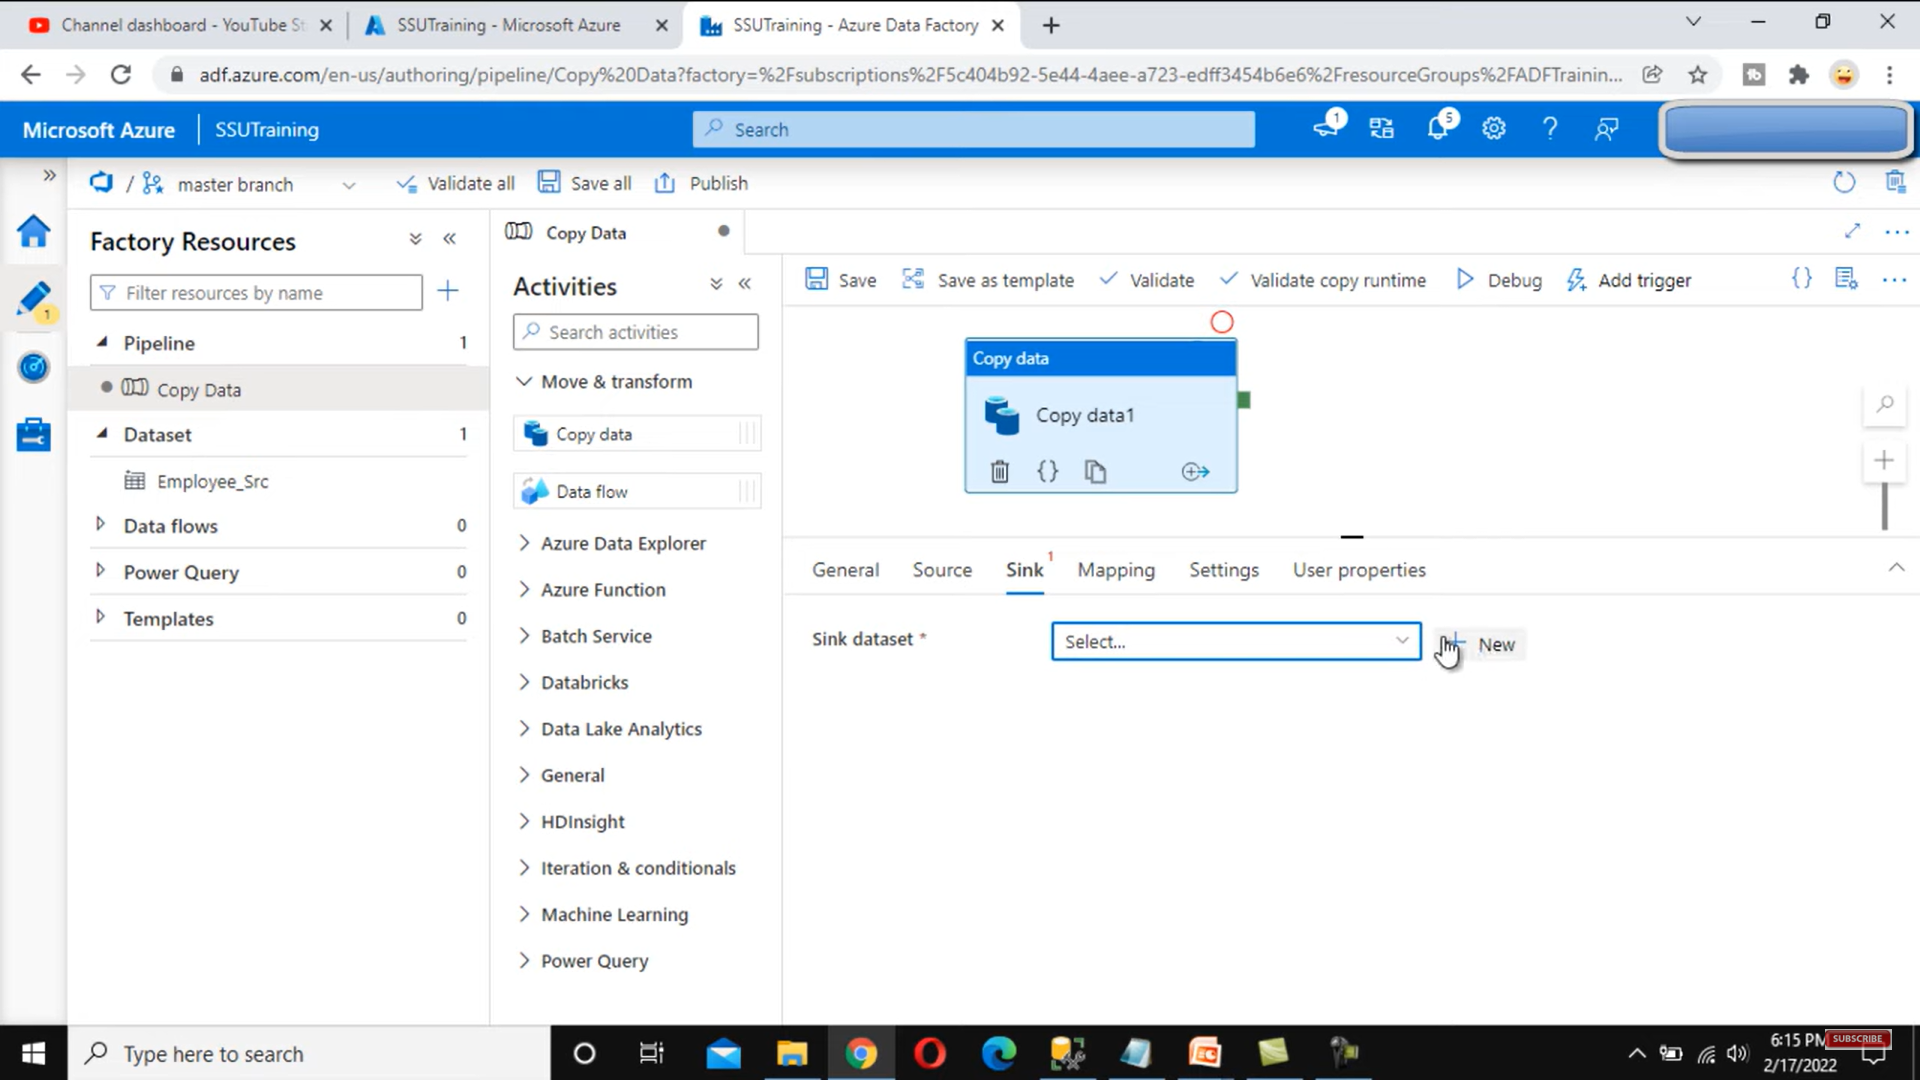 Channel dashboard - YouTube St
SSUTraining - Microsoft Azure
SSUTraining - Azure Data Factory
adf.azure.com/en-us/authoring/pipeline/Copy%20Data?factory=%2Fsubscriptions%2F5c404b92-5e44-4aee-a723-edff3454b6e6%2FresourceGroups%2FADFTrainin...
Microsoft Azure
SSUTraining
Search
1
5
/ master branch
Validate all
Save all
Publish
Factory Resources
Filter resources by name
1
Pipeline 1
Copy Data
Dataset 1
Employee_Src
Data flows 0
Power Query 0
Templates 0
Copy Data
Activities
Search activities
Move & transform
Copy data
Data flow
Azure Data Explorer
Azure Function
Batch Service
Databricks
Data Lake Analytics
General
HDInsight
Iteration & conditionals
Machine Learning
Power Query
Save
Save as template
Validate
Validate copy runtime
Debug
Add trigger
Copy data
Copy data1
General
Source
Sink 1
Mapping
Settings
User properties
Sink dataset *
Select...
New
Type here to search
6:15 PM
2/17/2022
SUBSCRIBE